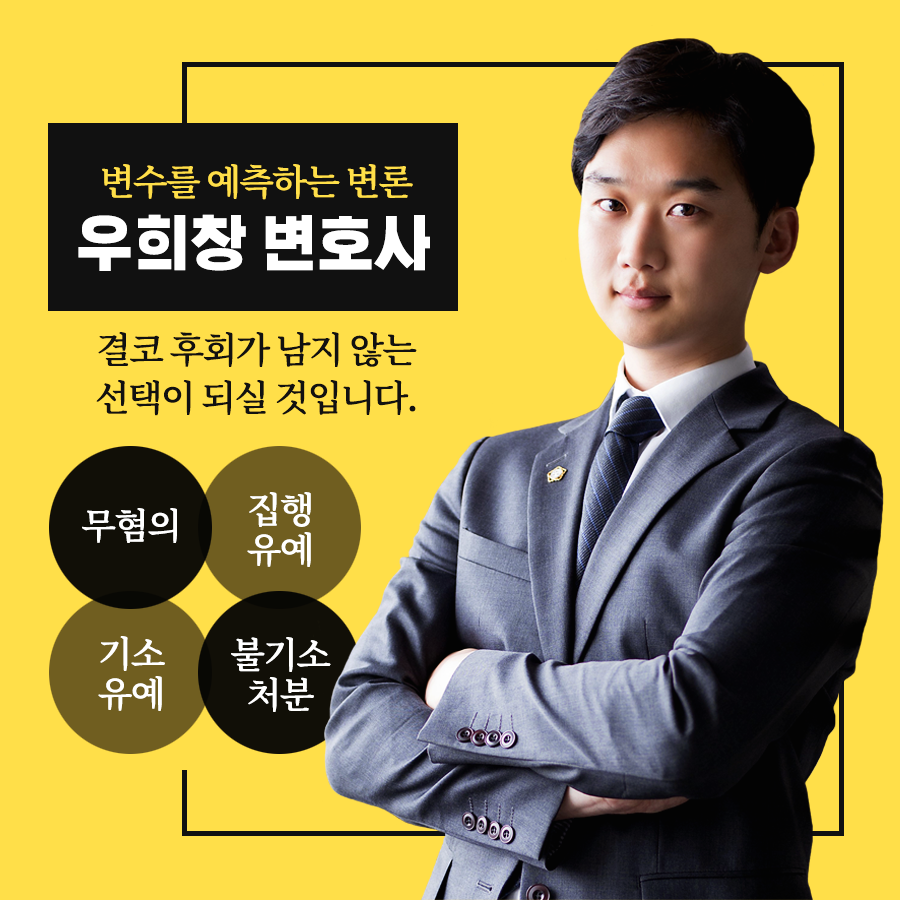 변수를 예측하는 변론
우희창 변호사
결코 후회가 남지 않는
선택이 되실 것입니다.
무혐의
집행
유예
기소
유예
불기소
처분